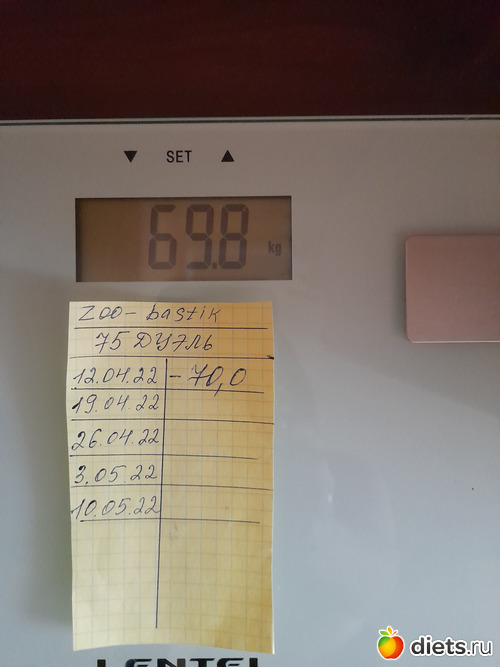 ▼ SET ▲
69.8 kg
Zoo-bastik
75 ДУЭЛЬ
12.04.22 - 70,0
19.04.22
26.04.22
3.05.22
10.05.22
LENTEL
diets.ru